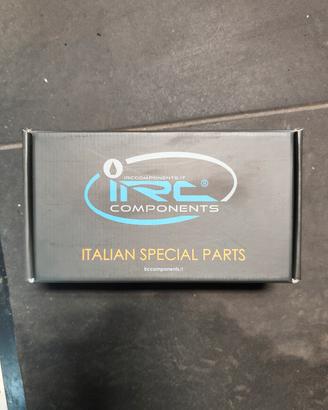 IRCCOMPONENTS.IT
IRC®
COMPONENTS
ITALIAN SPECIAL PARTS
irccomponents.it